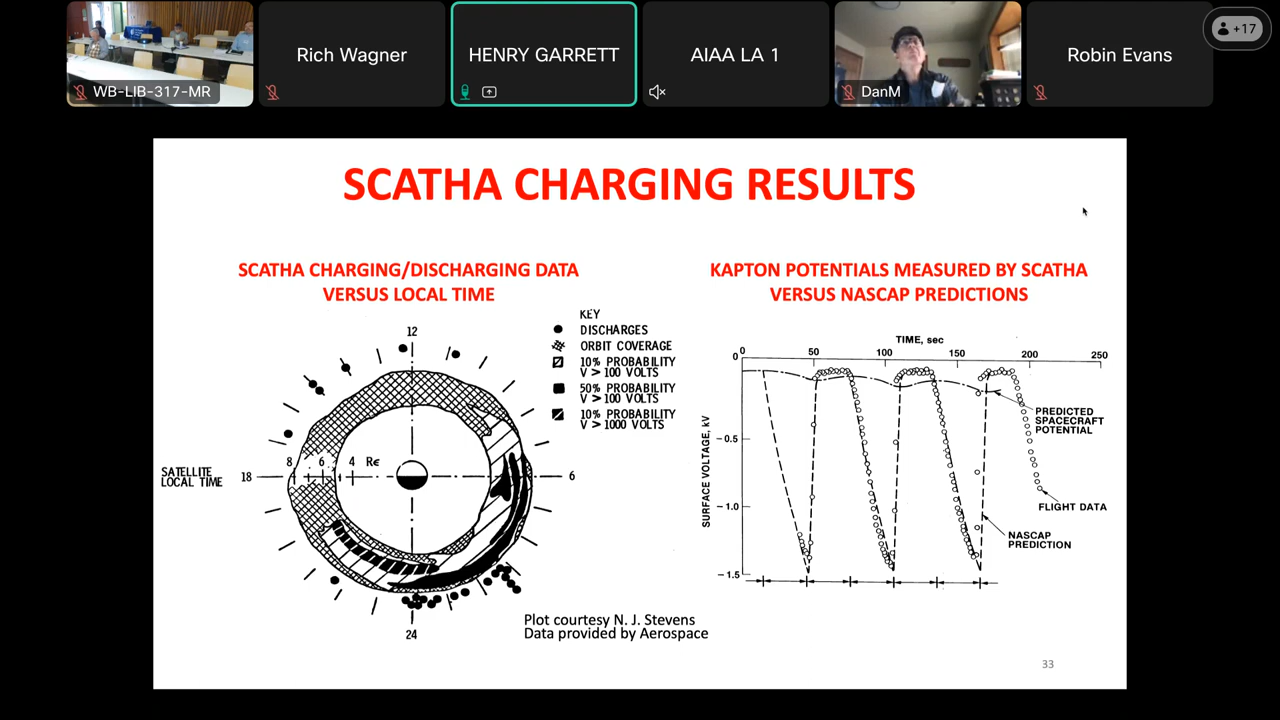 WB-LIB-317-MR
Rich Wagner
HENRY GARRETT
AIAA LA 1
DanM
Robin Evans
+17
SCATHA CHARGING RESULTS
SCATHA CHARGING/DISCHARGING DATA
VERSUS LOCAL TIME
KEY
DISCHARGES
ORBIT COVERAGE
10% PROBABILITY
V > 100 VOLTS
50% PROBABILITY
V > 100 VOLTS
10% PROBABILITY
V > 1000 VOLTS
12
SATELLITE
LOCAL TIME
18
8
6
4
Rє
6
24
Plot courtesy N. J. Stevens
Data provided by Aerospace
KAPTON POTENTIALS MEASURED BY SCATHA
VERSUS NASCAP PREDICTIONS
TIME, sec
0
50
100
150
200
250
0
−0.5
−1.0
−1.5
SURFACE VOLTAGE, kV
PREDICTED
SPACECRAFT
POTENTIAL
FLIGHT DATA
NASCAP
PREDICTION
33